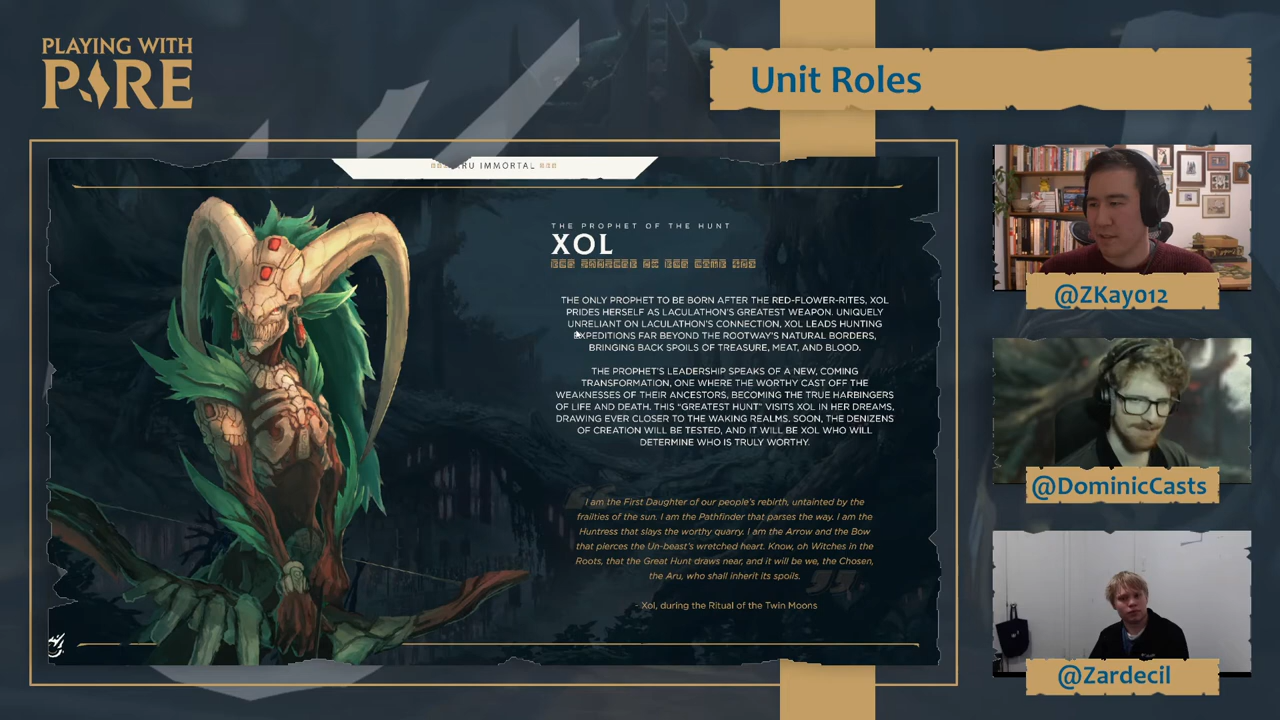 PLAYING WITH
PYRE
Unit Roles
ARU IMMORTAL
THE PROPHET OF THE HUNT
XOL
THE ONLY PROPHET TO BE BORN AFTER THE RED-FLOWER-RITES, XOL
PRIDES HERSELF AS LACULATHON'S GREATEST WEAPON. UNIQUELY
UNRELIANT ON LACULATHON'S CONNECTION, XOL LEADS HUNTING
EXPEDITIONS FAR BEYOND THE ROOTWAY'S NATURAL BORDERS,
BRINGING BACK SPOILS OF TREASURE, MEAT, AND BLOOD.
THE PROPHET'S LEADERSHIP SPEAKS OF A NEW, COMING
TRANSFORMATION, ONE WHERE THE WORTHY CAST OFF THE
WEAKNESSES OF THEIR ANCESTORS, BECOMING THE TRUE HARBINGERS
OF LIFE AND DEATH. THIS "GREATEST HUNT" VISITS XOL IN HER DREAMS,
DRAWING EVER CLOSER TO THE WAKING REALMS. SOON, THE DENIZENS
OF CREATION WILL BE TESTED, AND IT WILL BE XOL WHO WILL
DETERMINE WHO IS TRULY WORTHY.
I am the First Daughter of our people's rebirth, untainted by the
frailties of the sun. I am the Pathfinder that parses the way. I am the
Huntress that slays the worthy quarry. I am the Arrow and the Bow
that pierces the Un-beast's wretched heart. Know, oh Witches in the
Roots, that the Great Hunt draws near, and it will be we, the Chosen,
the Aru, who shall inherit its spoils.
- Xol, during the Ritual of the Twin Moons
@ZKay012
@DominicCasts
@Zardecil